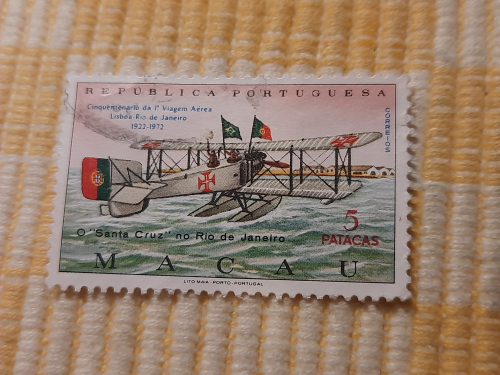 REPUBLICA PORTUGUESA
Cinquentenário da 1ª Viagem Aérea
Lisboa-Rio de Janeiro
1922-1972
CORREIOS
5
PATACAS
O "Santa Cruz" no Rio de Janeiro
MACAU
LITO MAIA-PORTO-PORTUGAL